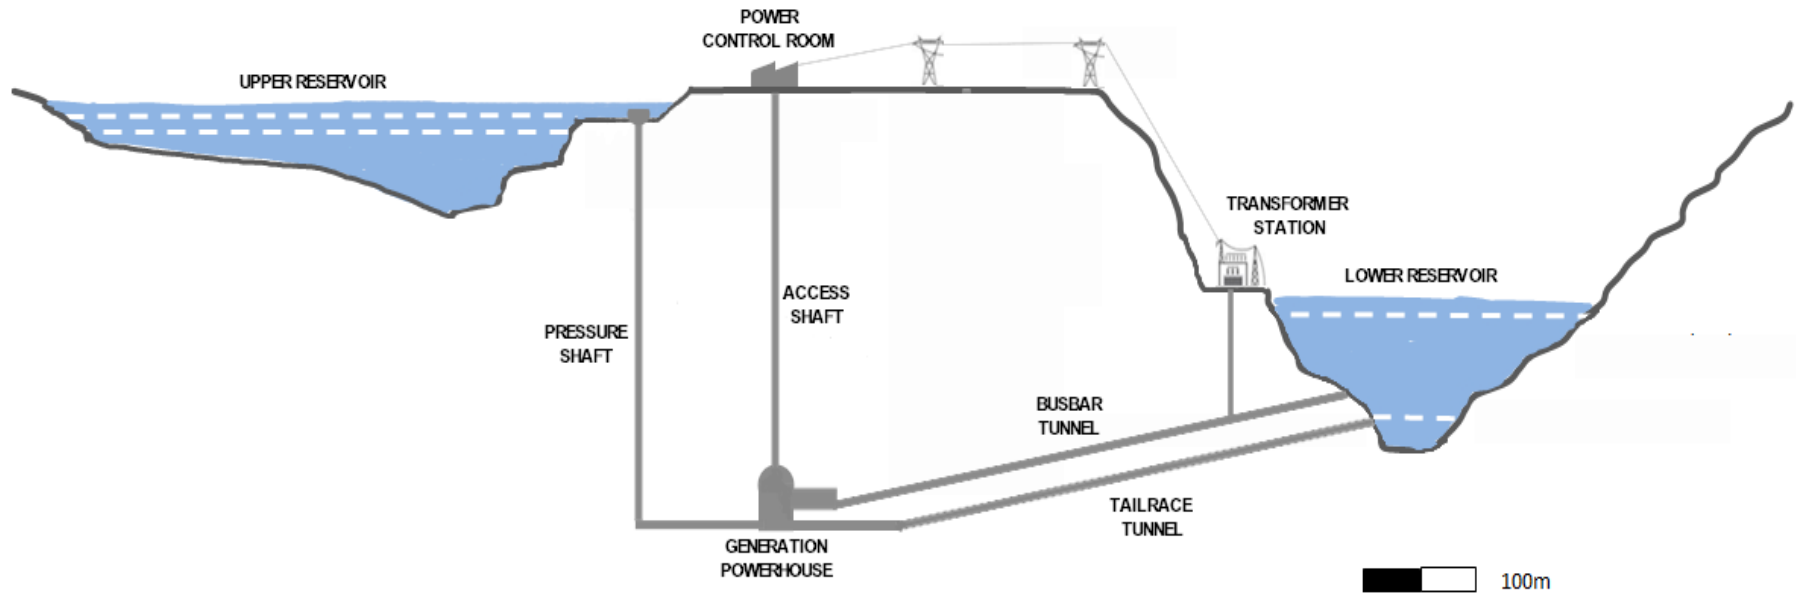 POWER
CONTROL ROOM
UPPER RESERVOIR
TRANSFORMER
STATION
LOWER RESERVOIR
ACCESS
SHAFT
PRESSURE
SHAFT
BUSBAR
TUNNEL
TAILRACE
TUNNEL
GENERATION
POWERHOUSE
100m